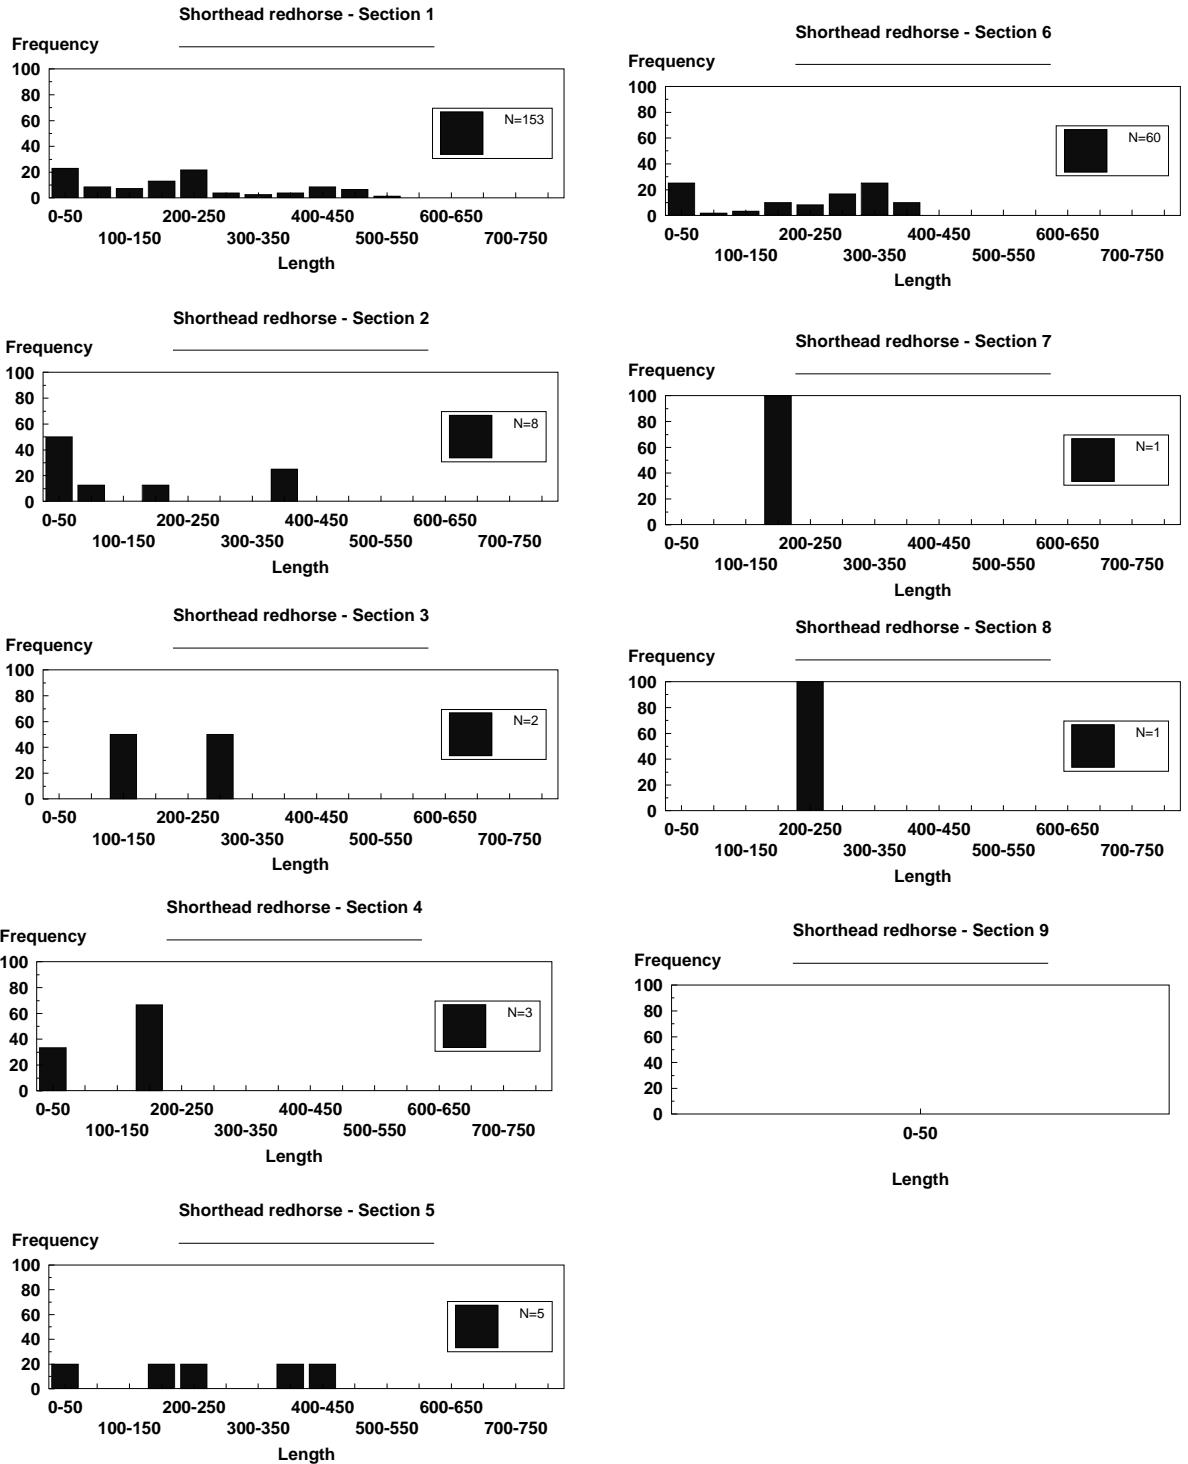 Shorthead redhorse - Section 1
Frequency
100
80
60
40
20
0
N=153
0-50 200-250 400-450 600-650
100-150 300-350 500-550 700-750
Length
Shorthead redhorse - Section 2
Frequency
100
80
60
40
20
0
N=8
0-50 200-250 400-450 600-650
100-150 300-350 500-550 700-750
Length
Shorthead redhorse - Section 3
Frequency
100
80
60
40
20
0
N=2
0-50 200-250 400-450 600-650
100-150 300-350 500-550 700-750
Length
Shorthead redhorse - Section 4
Frequency
100
80
60
40
20
0
N=3
0-50 200-250 400-450 600-650
100-150 300-350 500-550 700-750
Length
Shorthead redhorse - Section 5
Frequency
100
80
60
40
20
0
N=5
0-50 200-250 400-450 600-650
100-150 300-350 500-550 700-750
Length
Shorthead redhorse - Section 6
Frequency
100
80
60
40
20
0
N=60
0-50 200-250 400-450 600-650
100-150 300-350 500-550 700-750
Length
Shorthead redhorse - Section 7
Frequency
100
80
60
40
20
0
N=1
0-50 200-250 400-450 600-650
100-150 300-350 500-550 700-750
Length
Shorthead redhorse - Section 8
Frequency
100
80
60
40
20
0
N=1
0-50 200-250 400-450 600-650
100-150 300-350 500-550 700-750
Length
Shorthead redhorse - Section 9
Frequency
100
80
60
40
20
0
0-50
Length